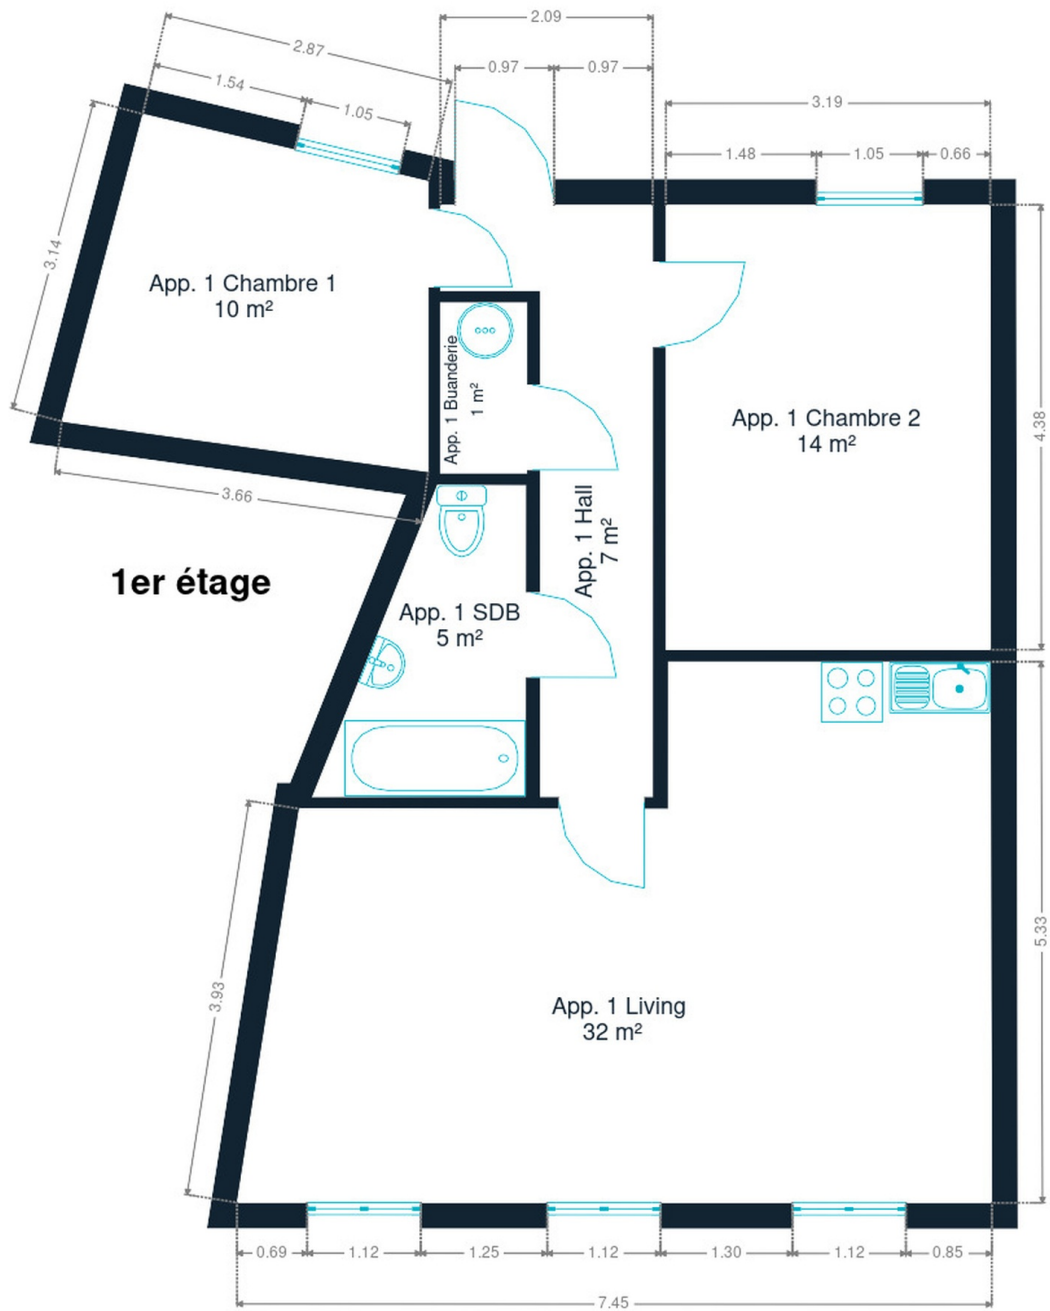 2.09
2.87
0.97
0.97
1.54
1.05
3.19
1.48
1.05
0.66
3.14
App. 1 Chambre 1
10 m²
App. 1 Buanderie
1 m²
App. 1 Chambre 2
14 m²
4.38
3.66
App. 1 Hall
7 m²
1er étage
App. 1 SDB
5 m²
5.33
3.93
App. 1 Living
32 m²
0.69
1.12
1.25
1.12
1.30
1.12
0.85
7.45